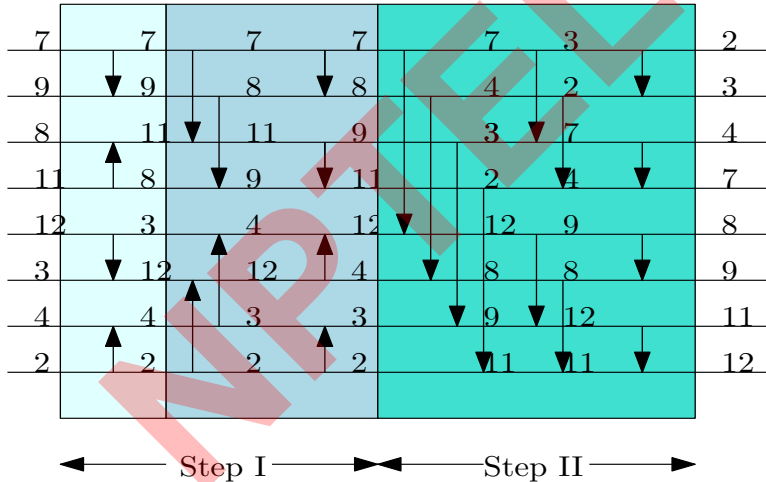 7 7 7 7 7 3 2
9 9 8 8 4 2 3
8 11 11 9 3 7 4
11 8 9 11 2 4 7
12 3 4 12 12 9 8
3 12 12 4 8 8 9
4 4 3 3 9 12 11
2 2 2 2 11 11 12
Step I Step II
NPTEL